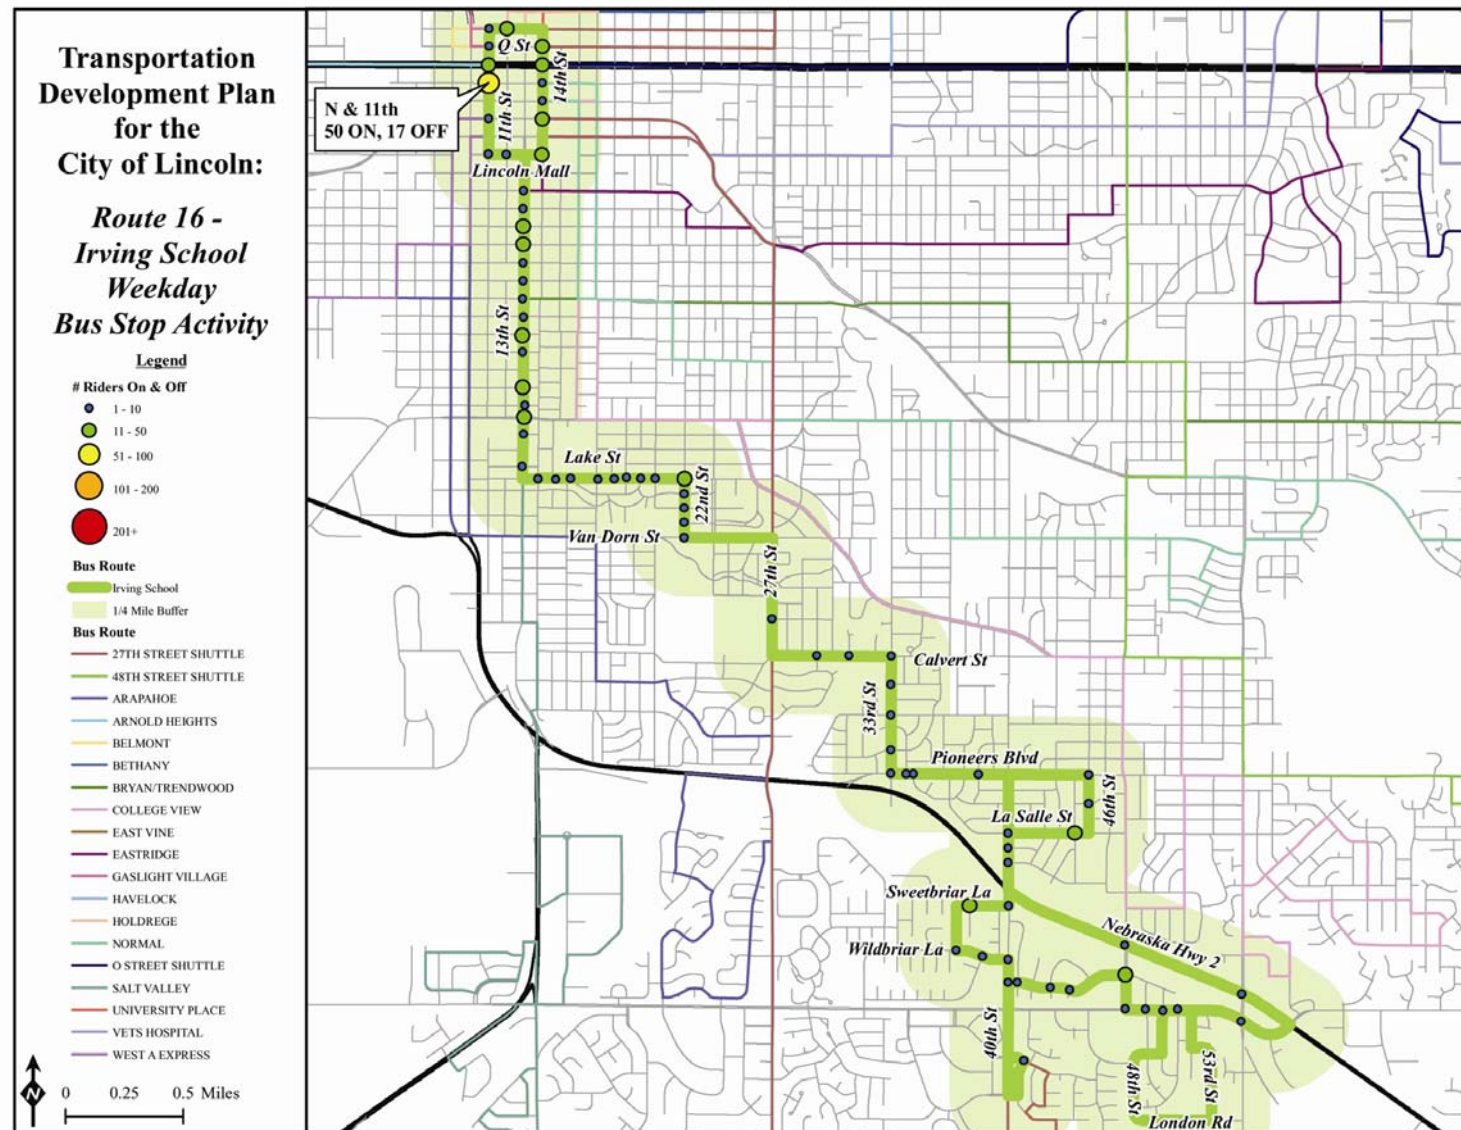 Transportation
Development Plan
for the
City of Lincoln:
Route 16 -
Irving School
Weekday
Bus Stop Activity
Legend
# Riders On & Off
1 - 10
11 - 50
51 - 100
101 - 200
201+
Bus Route
Irving School
1/4 Mile Buffer
Bus Route
27TH STREET SHUTTLE
48TH STREET SHUTTLE
ARAPAHOE
ARNOLD HEIGHTS
BELMONT
BETHANY
BRYAN/TRENDWOOD
COLLEGE VIEW
EAST VINE
EASTRIDGE
GASLIGHT VILLAGE
HAVELOCK
HOLDREGE
NORMAL
O STREET SHUTTLE
SALT VALLEY
UNIVERSITY PLACE
VETS HOSPITAL
WEST A EXPRESS
N
0 0.25 0.5 Miles
Q St
14th St
N & 11th
50 ON, 17 OFF
11th St
Lincoln Mall
13th St
Lake St
22nd St
Van Dorn St
27th St
Calvert St
33rd St
Pioneers Blvd
46th St
La Salle St
Sweetbriar La
Nebraska Hwy 2
Wildbriar La
40th St
48th St
53rd St
London Rd